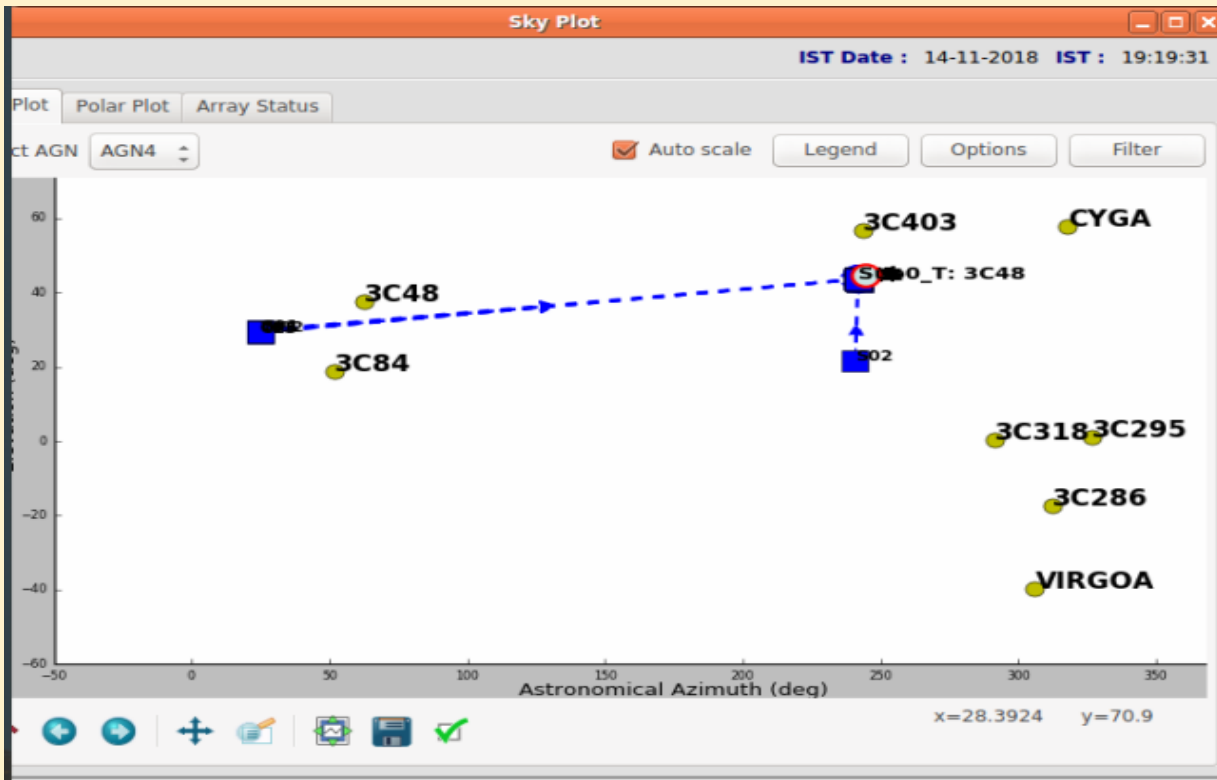 Sky Plot
IST Date : 14-11-2018 IST : 19:19:31
Plot Polar Plot Array Status
ct AGN AGN4 Auto scale Legend Options Filter
60
40
20
0
−20
−40
−60
3C403
CYGA
3C48
3C84
0_T: 3C48
S02
3C318
3C295
3C286
VIRGOA
−50 0 50 100 150 200 250 300 350
Astronomical Azimuth (deg)
x=28.3924 y=70.9